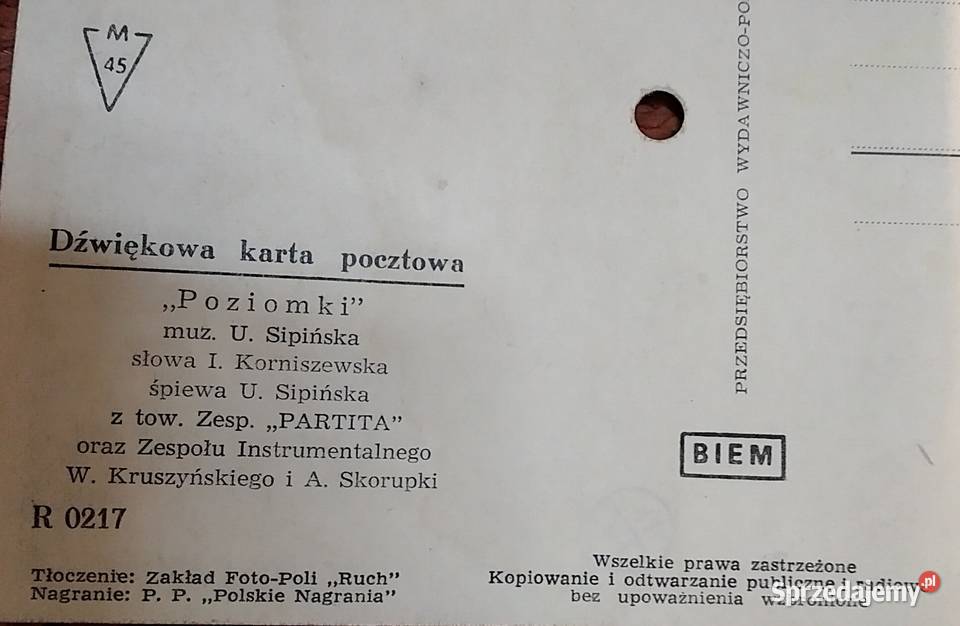 M
45
Dźwiękowa karta pocztowa
„Poziomki”
muz. U. Sipińska
słowa I. Korniszewska
śpiewa U. Sipińska
z tow. Zesp. „PARTITA”
oraz Zespołu Instrumentalnego
W. Kruszyńskiego i A. Skorupki
R 0217
Tłoczenie: Zakład Foto-Poli „Ruch”
Nagranie: P. P. „Polskie Nagrania”
PRZEDSIĘBIORSTWO WYDAWNICZO-PO
BIEM
Wszelkie prawa zastrzeżone
Kopiowanie i odtwarzanie publiczne i radiowe
bez upoważnienia wzbronione
Sprzedajemy.pl